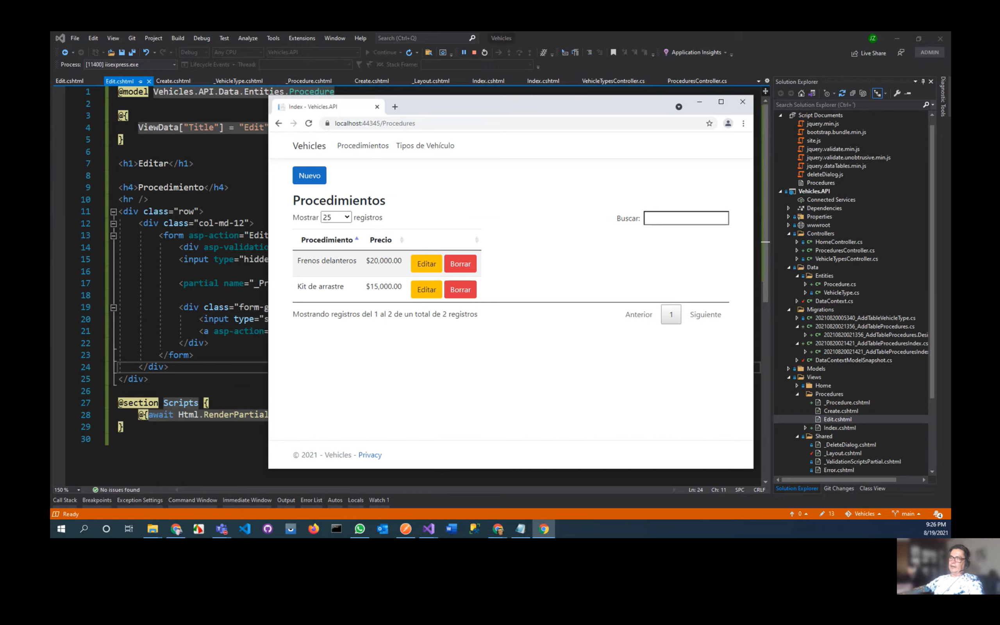 File Edit View Git Project Build Debug Test Analyze Tools Extensions Window Help Search (Ctrl+Q) Vehicles JZ
Debug Any CPU Vehicles.API Continue Application Insights Live Share ADMIN
Process: [11400] iisexpress.exe Lifecycle Events Thread: Stack Frame:
Edit.cshtml Edit.cshtml Create.cshtml _VehicleType.cshtml _Procedure.cshtml Create.cshtml _Layout.cshtml Index.cshtml Index.cshtml VehicleTypesController.cs ProceduresController.cs
1 @model Vehicles.API.Data.Entities.Procedure
2
3 @{
4 ViewData["Title"] = "Edit"
5 }
6
7 <h1>Editar</h1>
8
9 <h4>Procedimiento</h4>
10 <hr />
11 <div class="row">
12 <div class="col-md-12">
13 <form asp-action="Edit
14 <div asp-validatio
15 <input type="hidde
16
17 <partial name="_Pr
18
19 <div class="form-g
20 <input type="s
21 <a asp-action=
22 </div>
23 </form>
24 </div>
25 </div>
26
27 @section Scripts {
28 @{await Html.RenderPartial
29 }
30
Index - Vehicles.API
localhost:44345/Procedures
Vehicles Procedimientos Tipos de Vehículo
Nuevo
Procedimientos
Mostrar 25 registros Buscar:
Procedimiento Precio
Frenos delanteros $20,000.00 Editar Borrar
Kit de arrastre $15,000.00 Editar Borrar
Mostrando registros del 1 al 2 de un total de 2 registros Anterior 1 Siguiente
© 2021 - Vehicles - Privacy
Solution Explorer
Search Solution Explorer (Ctrl+´)
Script Documents
jquery.min.js
bootstrap.bundle.min.js
site.js
jquery.validate.min.js
jquery.validate.unobtrusive.min.js
jquery.dataTables.min.js
deleteDialog.js
Procedures
Vehicles.API
Connected Services
Dependencies
Properties
wwwroot
Controllers
HomeController.cs
ProceduresController.cs
VehicleTypesController.cs
Data
Entities
Procedure.cs
VehicleType.cs
DataContext.cs
Migrations
20210820005340_AddTableVehicleType.cs
20210820021356_AddTableProcedures.cs
20210820021356_AddTableProcedures.Desi
20210820021421_AddTableProceduresIndex.cs
20210820021421_AddTableProceduresIndex
DataContextModelSnapshot.cs
Models
Views
Home
Procedures
_Procedure.cshtml
Create.cshtml
Edit.cshtml
Index.cshtml
Shared
_DeleteDialog.cshtml
_Layout.cshtml
_ValidationScriptsPartial.cshtml
Error.cshtml
Solution Explorer Git Changes Class View
Diagnostic Tools
150 % No issues found Ln: 24 Ch: 11 SPC CRLF
Call Stack Breakpoints Exception Settings Command Window Immediate Window Output Error List Autos Locals Watch 1
Ready 0 13 Vehicles main 4
9:26 PM
8/19/2021